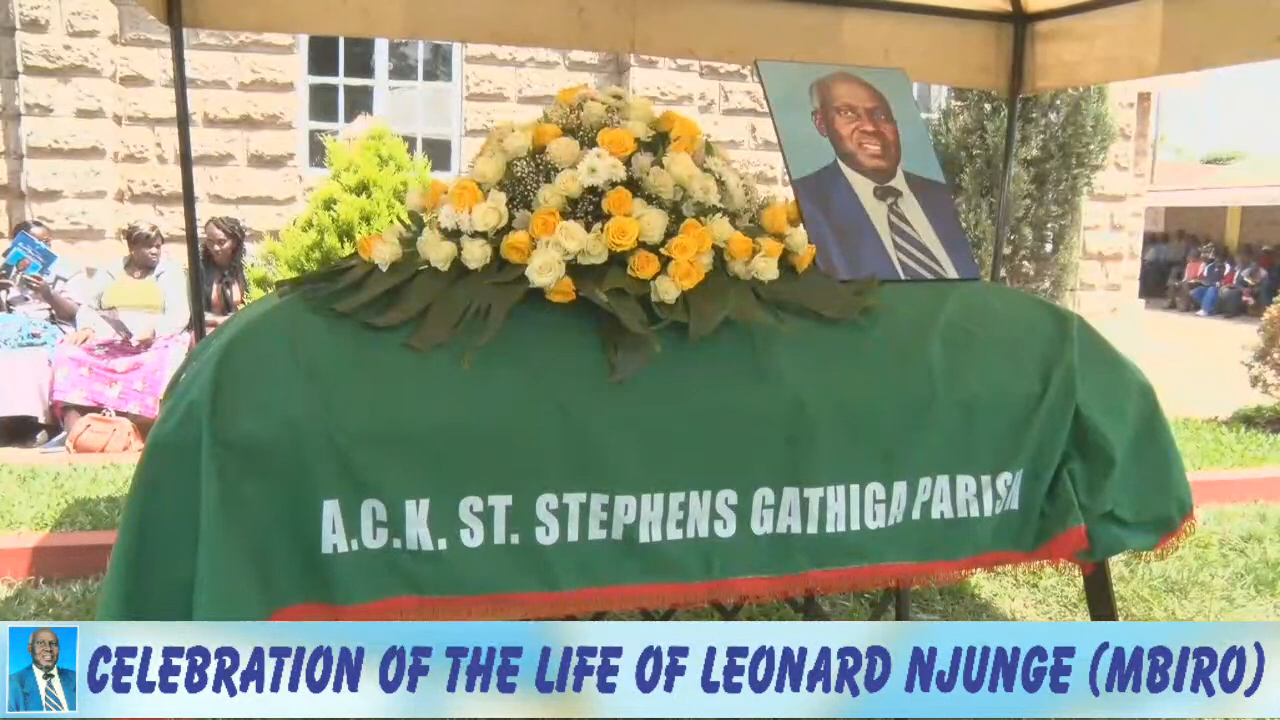 A.C.K. ST. STEPHENS GATHIGA PARISH
CELEBRATION OF THE LIFE OF LEONARD NJUNGE (MBIRO)